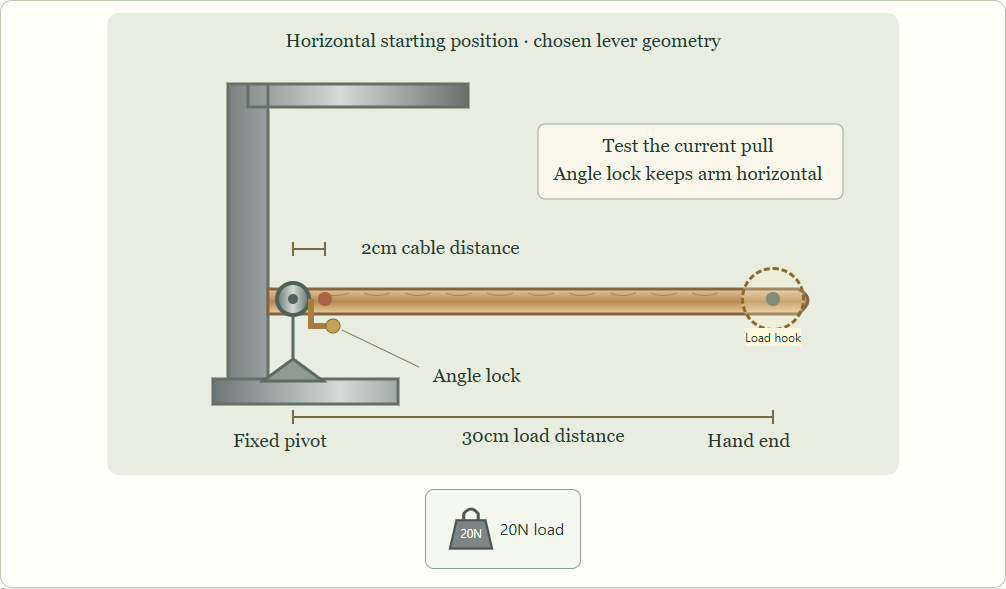 Horizontal starting position · chosen lever geometry
Test the current pull
Angle lock keeps arm horizontal
2cm cable distance
Load hook
Angle lock
30cm load distance
Fixed pivot
Hand end
20N
20N load